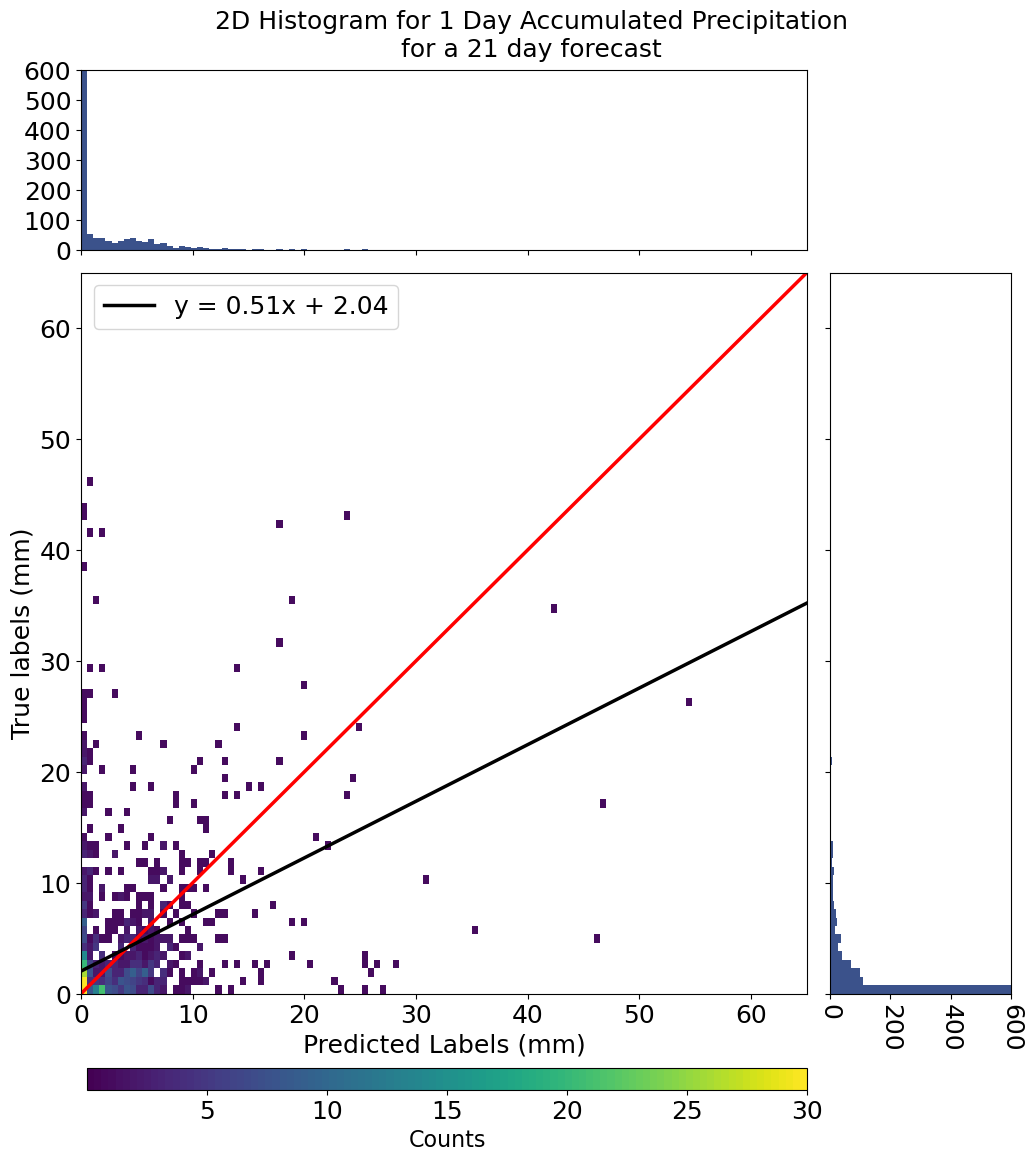 2D Histogram for 1 Day Accumulated Precipitation
for a 21 day forecast
600
500
400
300
200
100
0
y = 0.51x + 2.04
60
50
40
30
20
10
0
True labels (mm)
0 10 20 30 40 50 60
Predicted Labels (mm)
0 200 400 600
5 10 15 20 25 30
Counts